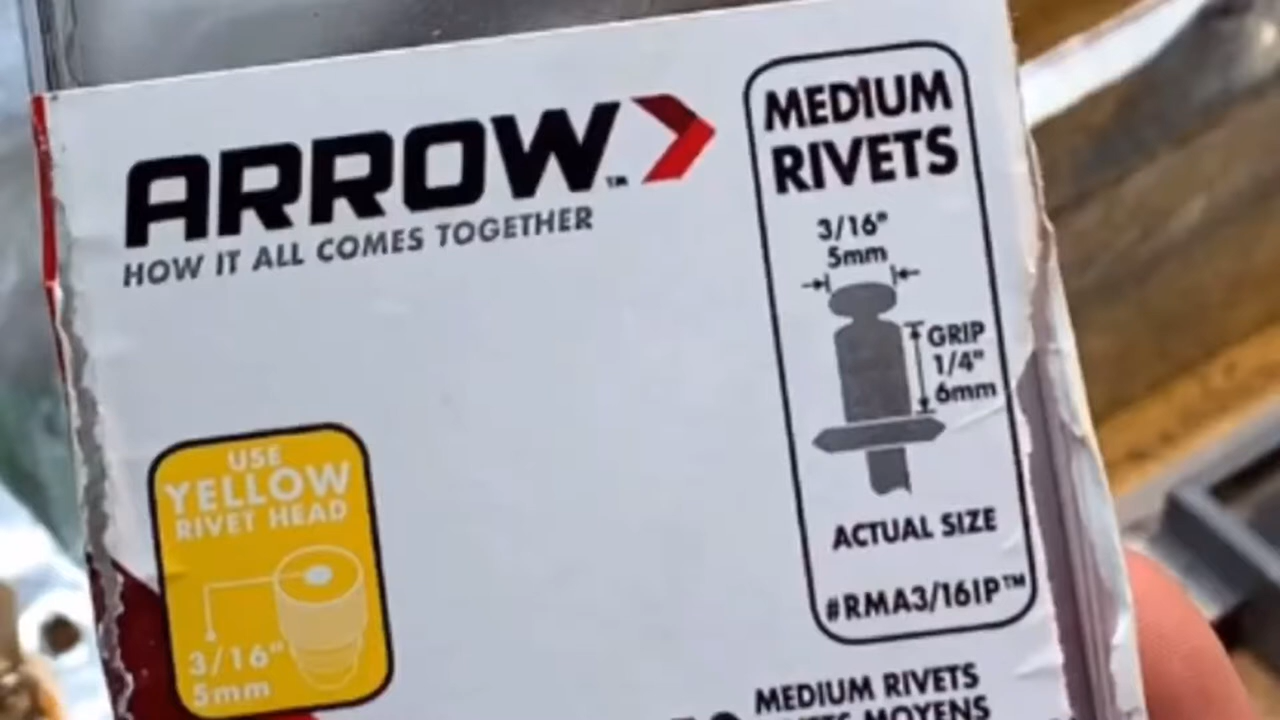 ARROW™
HOW IT ALL COMES TOGETHER
MEDIUM
RIVETS
3/16"
5mm
GRIP
1/4"
6mm
ACTUAL SIZE
#RMA3/16IP™
USE
YELLOW
RIVET HEAD
3/16"
5mm
MEDIUM RIVETS
MOYENS